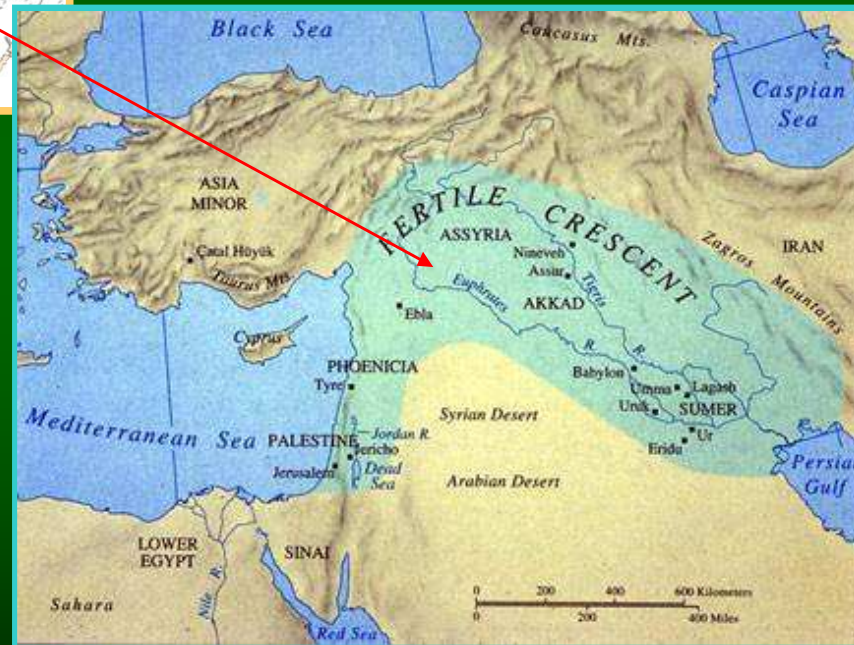 Black Sea
Caucasus Mts.
Caspian
Sea
ASIA
MINOR
FERTILE CRESCENT
ASSYRIA
Nineveh
Zagros Mountains
IRAN
Çatal Hüyük
Taurus Mts.
Assur
Tigris R.
Euphrates R.
AKKAD
Ebla
Cyprus
PHOENICIA
Tyre
Babylon
Umma
Lagash
Uruk
SUMER
Ur
Eridu
Syrian Desert
Mediterranean Sea
PALESTINE
Jordan R.
Jericho
Jerusalem
Dead
Sea
Persian
Gulf
Arabian Desert
LOWER
EGYPT
SINAI
Nile R.
Sahara
Red Sea
0 200 600 Kilometers
0 200 400 Miles